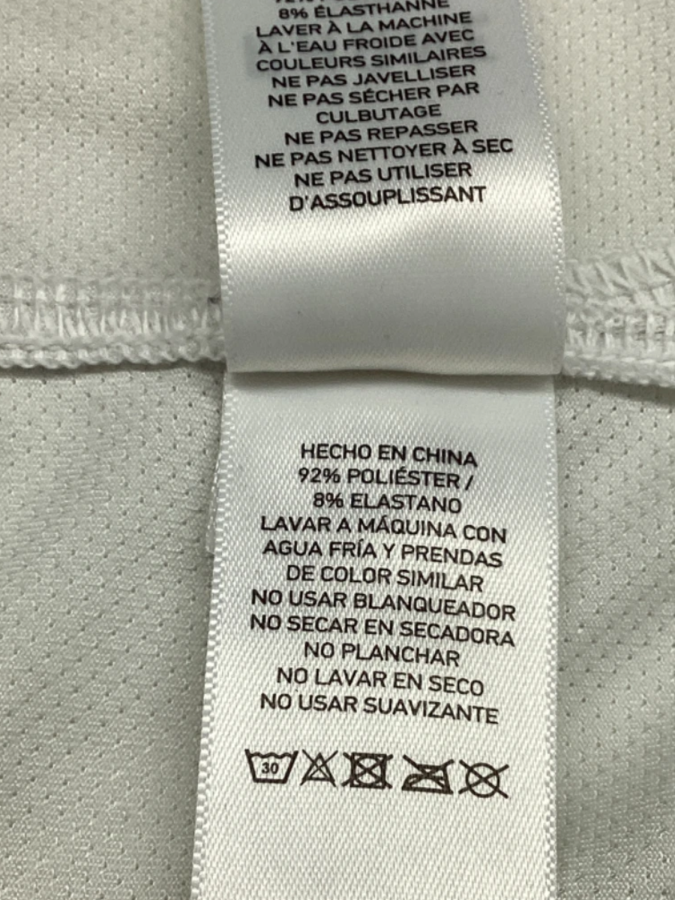 8% ÉLASTHANNE
LAVER À LA MACHINE
À L'EAU FROIDE AVEC
COULEURS SIMILAIRES
NE PAS JAVELLISER
NE PAS SÉCHER PAR
CULBUTAGE
NE PAS REPASSER
NE PAS NETTOYER À SEC
NE PAS UTILISER
D'ASSOUPLISSANT
HECHO EN CHINA
92% POLIÉSTER /
8% ELASTANO
LAVAR A MÁQUINA CON
AGUA FRÍA Y PRENDAS
DE COLOR SIMILAR
NO USAR BLANQUEADOR
NO SECAR EN SECADORA
NO PLANCHAR
NO LAVAR EN SECO
NO USAR SUAVIZANTE
30